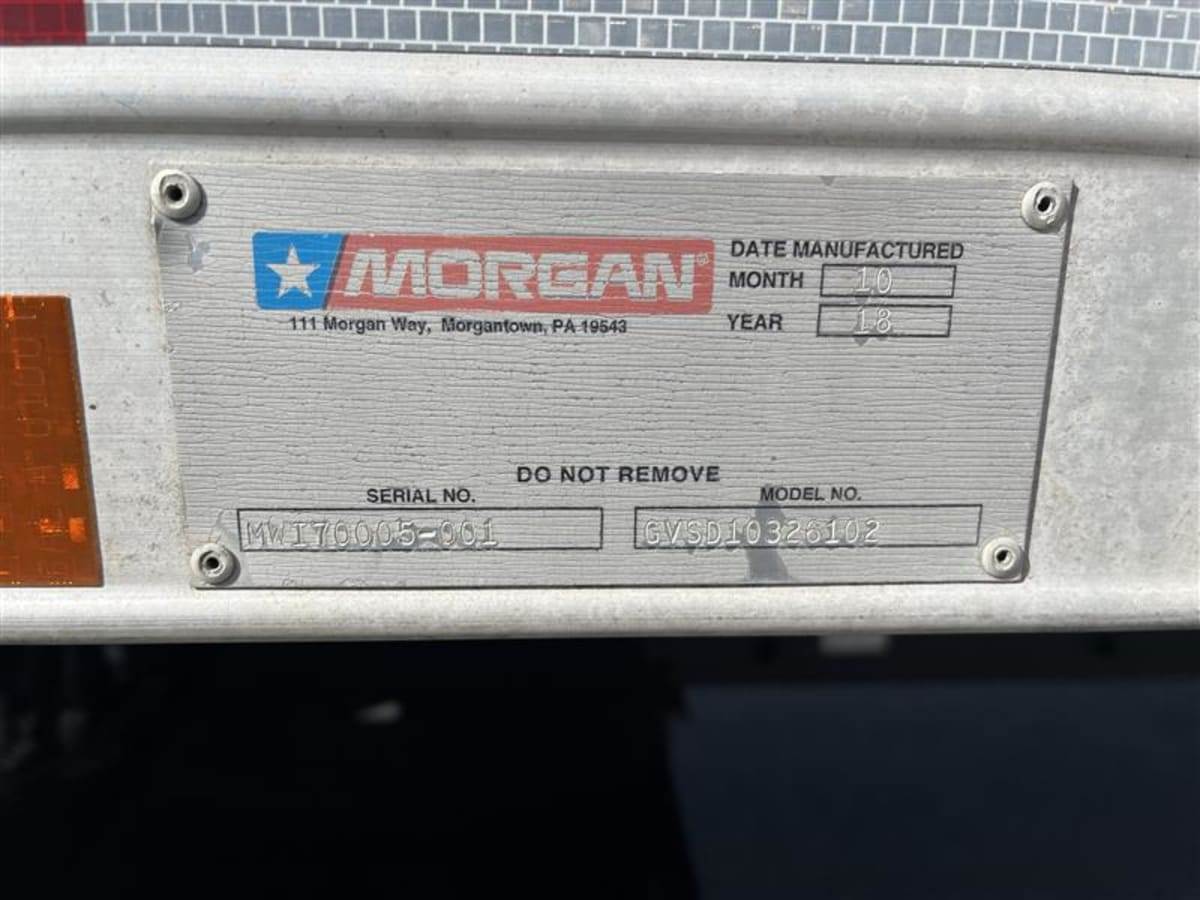 MORGAN®
111 Morgan Way, Morgantown, PA 19543
DATE MANUFACTURED
MONTH 10
YEAR 18
DO NOT REMOVE
SERIAL NO.
MWI70005-001
MODEL NO.
GVSD10326102